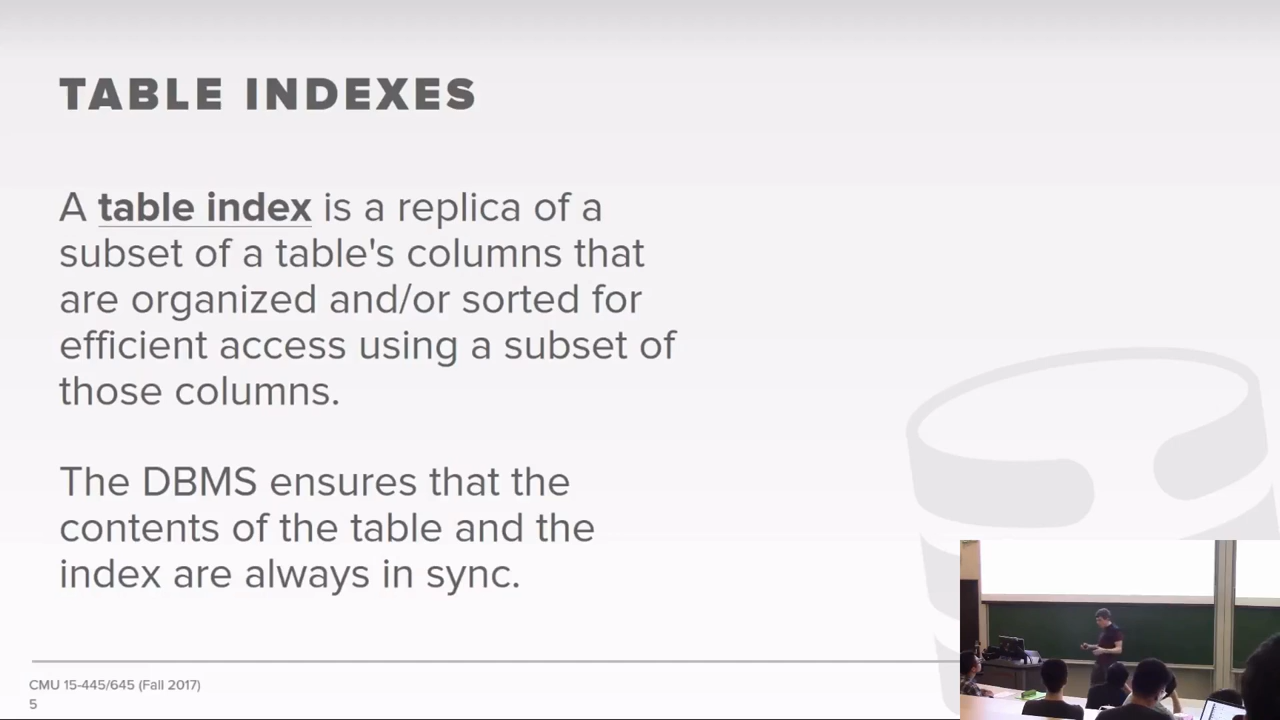 TABLE INDEXES
A table index is a replica of a
subset of a table's columns that
are organized and/or sorted for
efficient access using a subset of
those columns.
The DBMS ensures that the
contents of the table and the
index are always in sync.
CMU 15-445/645 (Fall 2017)
5